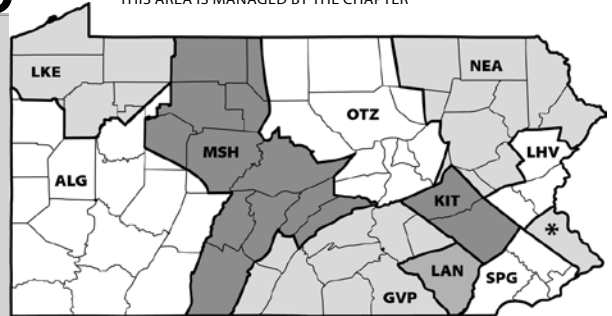 THIS AREA IS MANAGED BY THE CHAPTER
LKE
NEA
OTZ
MSH
LHV
ALG
KIT
*
LAN
SPG
GVP